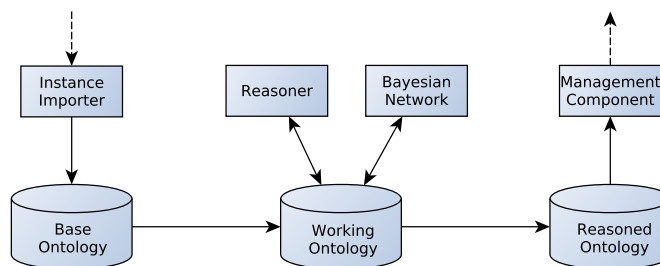 Instance
Importer
Reasoner
Bayesian
Network
Management
Component
Base
Ontology
Working
Ontology
Reasoned
Ontology